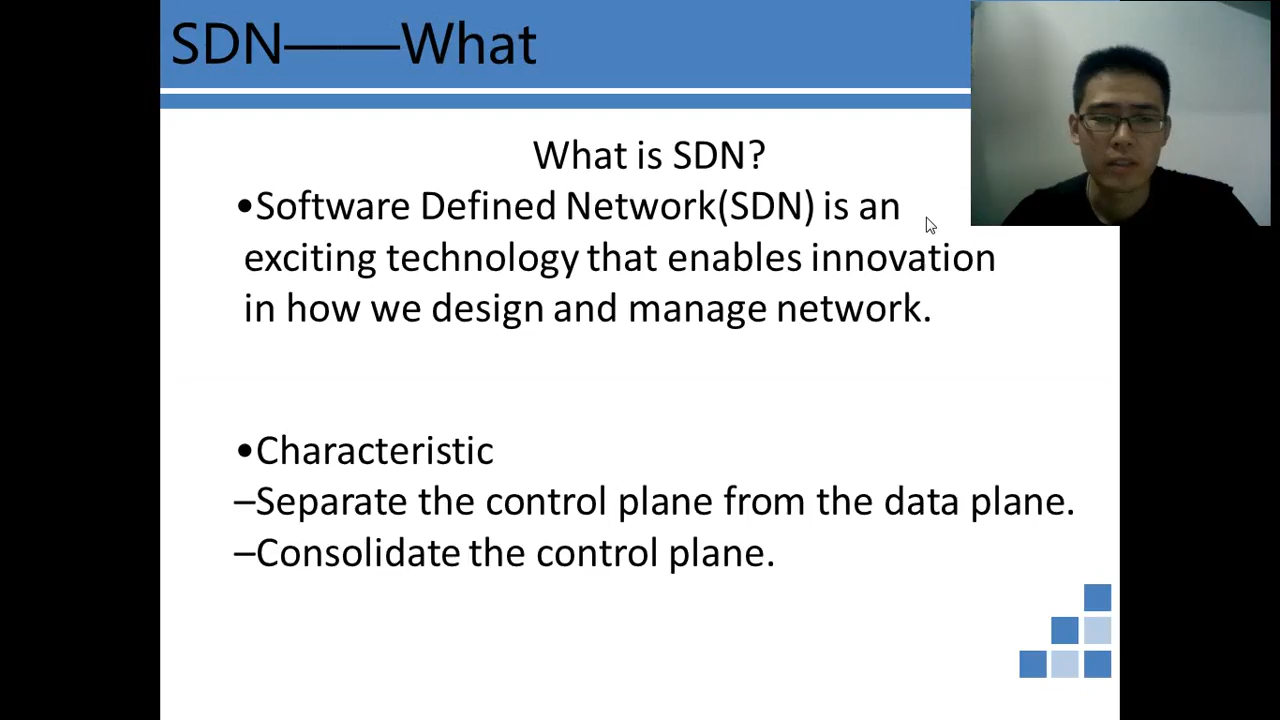 SDN——What
What is SDN?
•Software Defined Network(SDN) is an
exciting technology that enables innovation
in how we design and manage network.
•Characteristic
–Separate the control plane from the data plane.
–Consolidate the control plane.